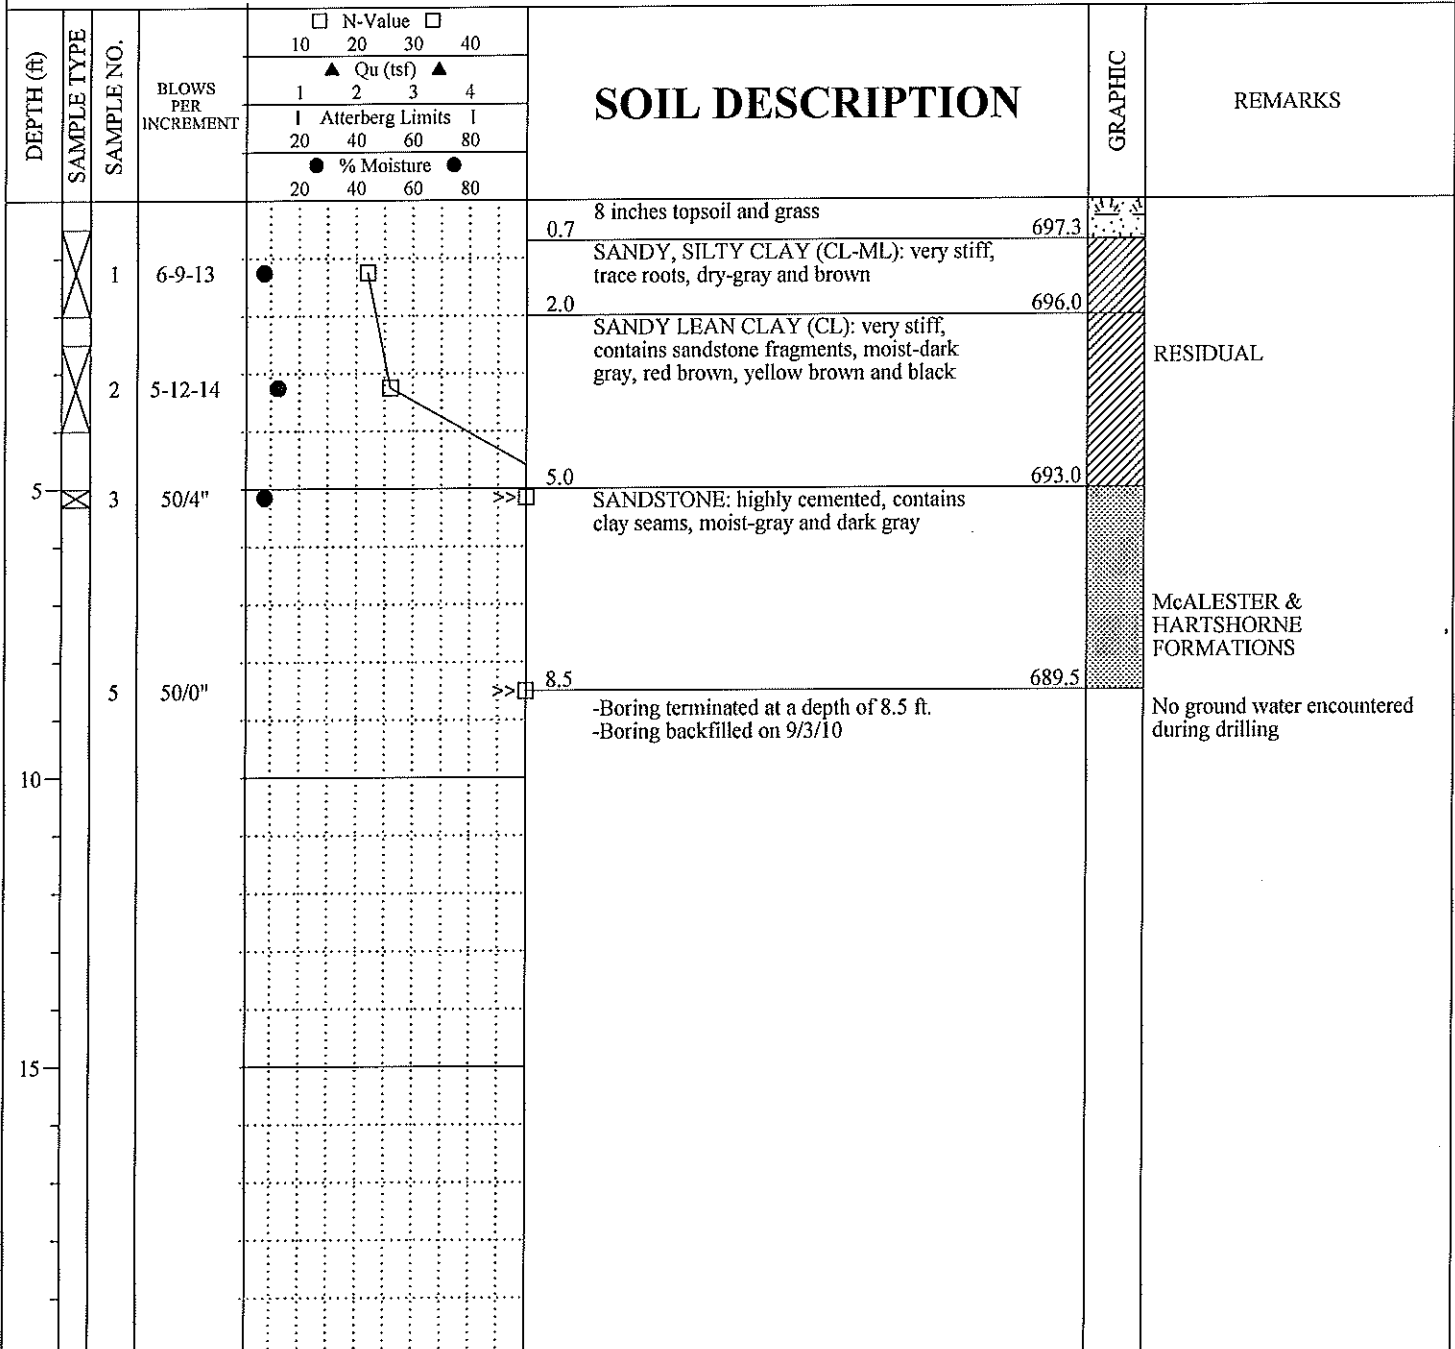 DEPTH (ft)
SAMPLE TYPE
SAMPLE NO.
BLOWS
PER
INCREMENT
□ N-Value □
10 20 30 40
▲ Qu (tsf) ▲
1 2 3 4
Atterberg Limits
20 40 60 80
● % Moisture ●
20 40 60 80
SOIL DESCRIPTION
GRAPHIC
REMARKS
8 inches topsoil and grass
0.7 697.3
SANDY, SILTY CLAY (CL-ML): very stiff,
1 6-9-13 trace roots, dry-gray and brown
2.0 696.0
SANDY LEAN CLAY (CL): very stiff,
contains sandstone fragments, moist-dark
RESIDUAL
2 5-12-14 gray, red brown, yellow brown and black
5.0 693.0
5 3 50/4" >> SANDSTONE: highly cemented, contains
clay seams, moist-gray and dark gray
McALESTER &
HARTSHORNE
FORMATIONS
5 50/0" >> 8.5 689.5
-Boring terminated at a depth of 8.5 ft.
-Boring backfilled on 9/3/10
No ground water encountered
during drilling
10
15